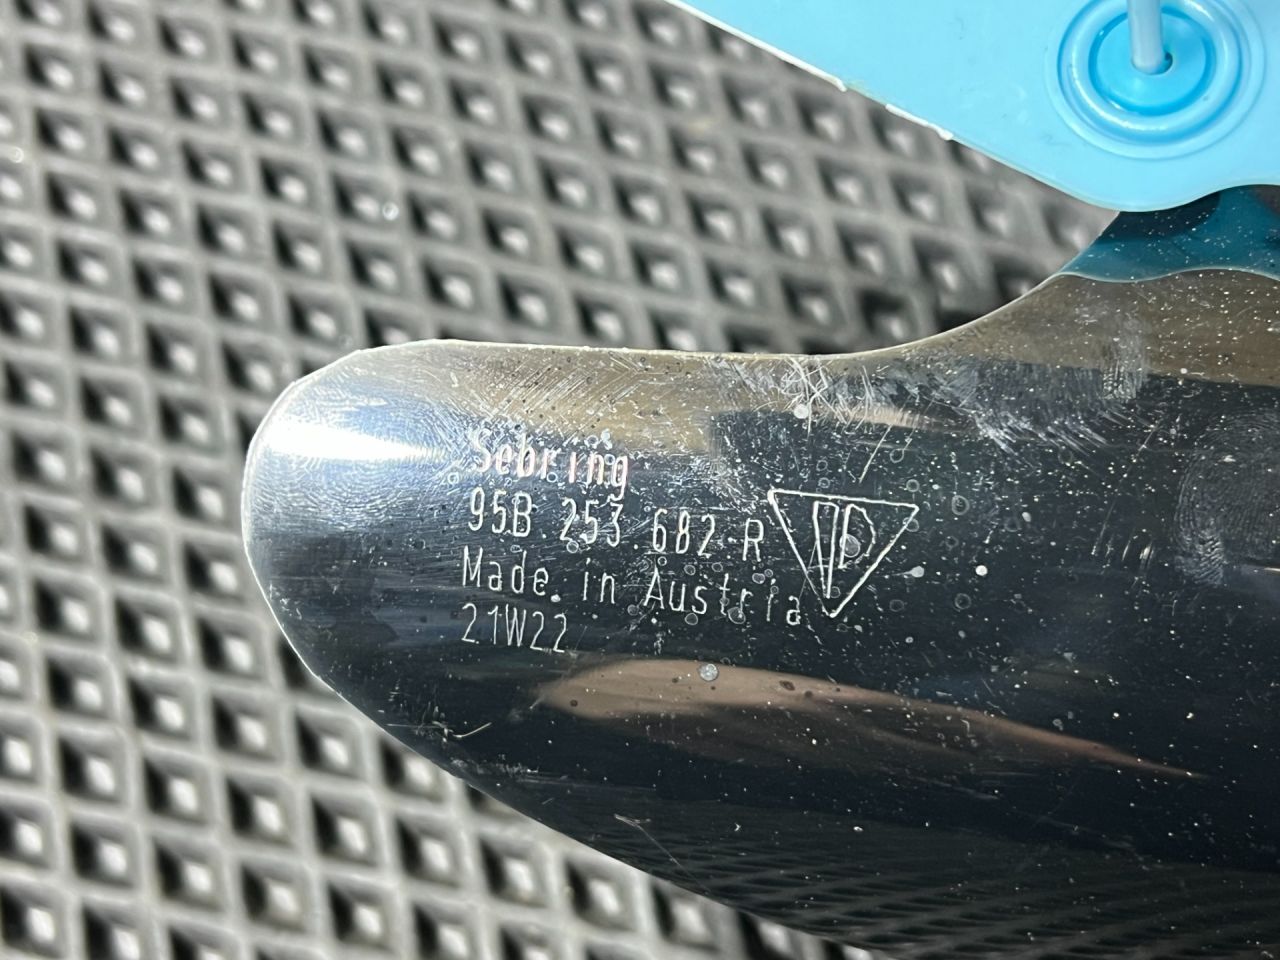 Sebring
95B.253.682 R
Made in Austria
21W22